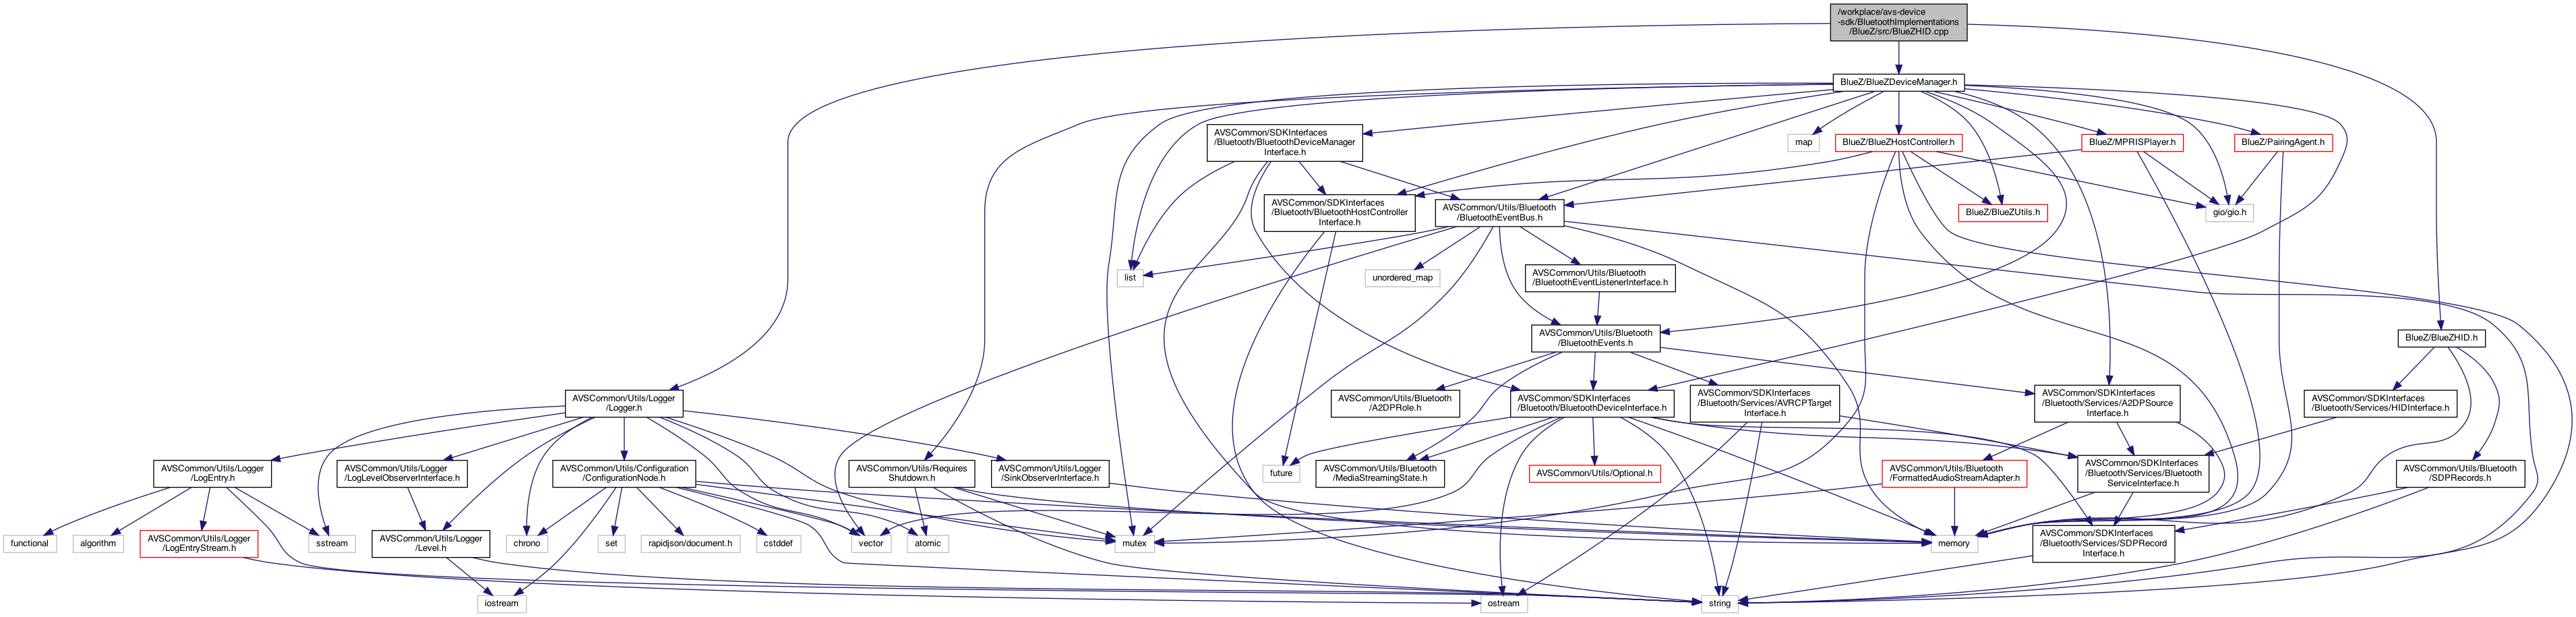 /workplace/avs-device
-sdk/BluetoothImplementations
/BlueZ/src/BlueZHID.cpp
BlueZ/BlueZDeviceManager.h
AVSCommon/SDKInterfaces
/Bluetooth/BluetoothDeviceManager
Interface.h
map
BlueZ/BlueZHostController.h
BlueZ/MPRISPlayer.h
BlueZ/PairingAgent.h
AVSCommon/SDKInterfaces
/Bluetooth/BluetoothHostController
Interface.h
AVSCommon/Utils/Bluetooth
/BluetoothEventBus.h
BlueZ/BlueZUtils.h
gio/gio.h
list
unordered_map
AVSCommon/Utils/Bluetooth
/BluetoothEventListenerInterface.h
AVSCommon/Utils/Bluetooth
/BluetoothEvents.h
BlueZ/BlueZHID.h
AVSCommon/Utils/Logger
/Logger.h
AVSCommon/Utils/Bluetooth
/A2DPRole.h
AVSCommon/SDKInterfaces
/Bluetooth/BluetoothDeviceInterface.h
AVSCommon/SDKInterfaces
/Bluetooth/Services/AVRCPTarget
Interface.h
AVSCommon/SDKInterfaces
/Bluetooth/Services/A2DPSource
Interface.h
AVSCommon/SDKInterfaces
/Bluetooth/Services/HIDInterface.h
AVSCommon/Utils/Logger
/LogEntry.h
AVSCommon/Utils/Logger
/LogLevelObserverInterface.h
AVSCommon/Utils/Configuration
/ConfigurationNode.h
AVSCommon/Utils/Requires
Shutdown.h
AVSCommon/Utils/Logger
/SinkObserverInterface.h
future
AVSCommon/Utils/Bluetooth
/MediaStreamingState.h
AVSCommon/Utils/Optional.h
AVSCommon/Utils/Bluetooth
/FormattedAudioStreamAdapter.h
AVSCommon/SDKInterfaces
/Bluetooth/Services/Bluetooth
ServiceInterface.h
AVSCommon/Utils/Bluetooth
/SDPRecords.h
functional
algorithm
AVSCommon/Utils/Logger
/LogEntryStream.h
sstream
AVSCommon/Utils/Logger
/Level.h
chrono
set
rapidjson/document.h
cstddef
vector
atomic
mutex
memory
AVSCommon/SDKInterfaces
/Bluetooth/Services/SDPRecord
Interface.h
iostream
ostream
string